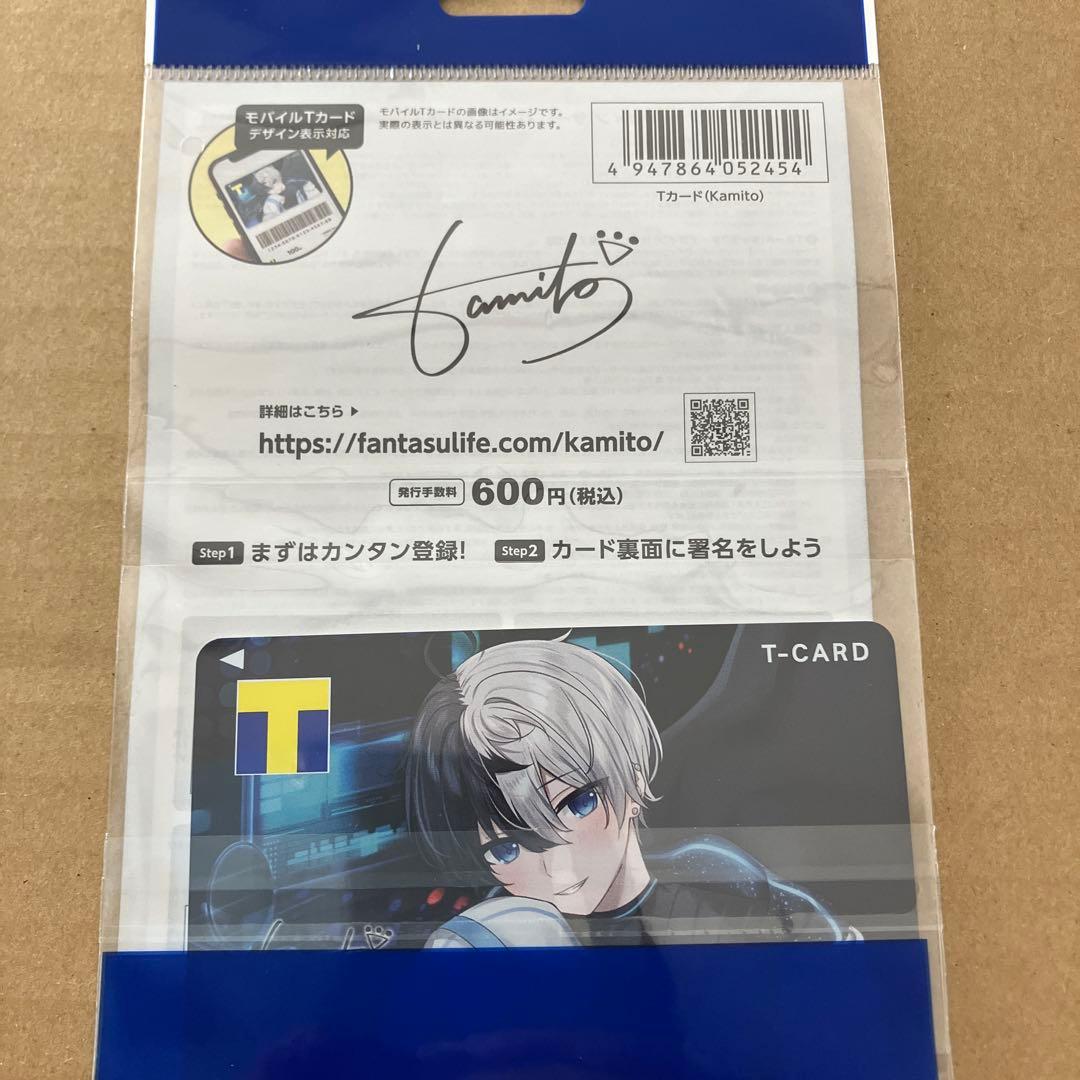 モバイルTカード
デザイン表示対応
モバイルTカードの画像はイメージです。
実際の表示とは異なる可能性あります。
4 947864 052454
Tカード(Kamito)
Kamito
詳細はこちら ▶
https://fantasulife.com/kamito/
発行手数料 600円(税込)
Step1 まずはカンタン登録! Step2 カード裏面に署名をしよう
T-CARD
T